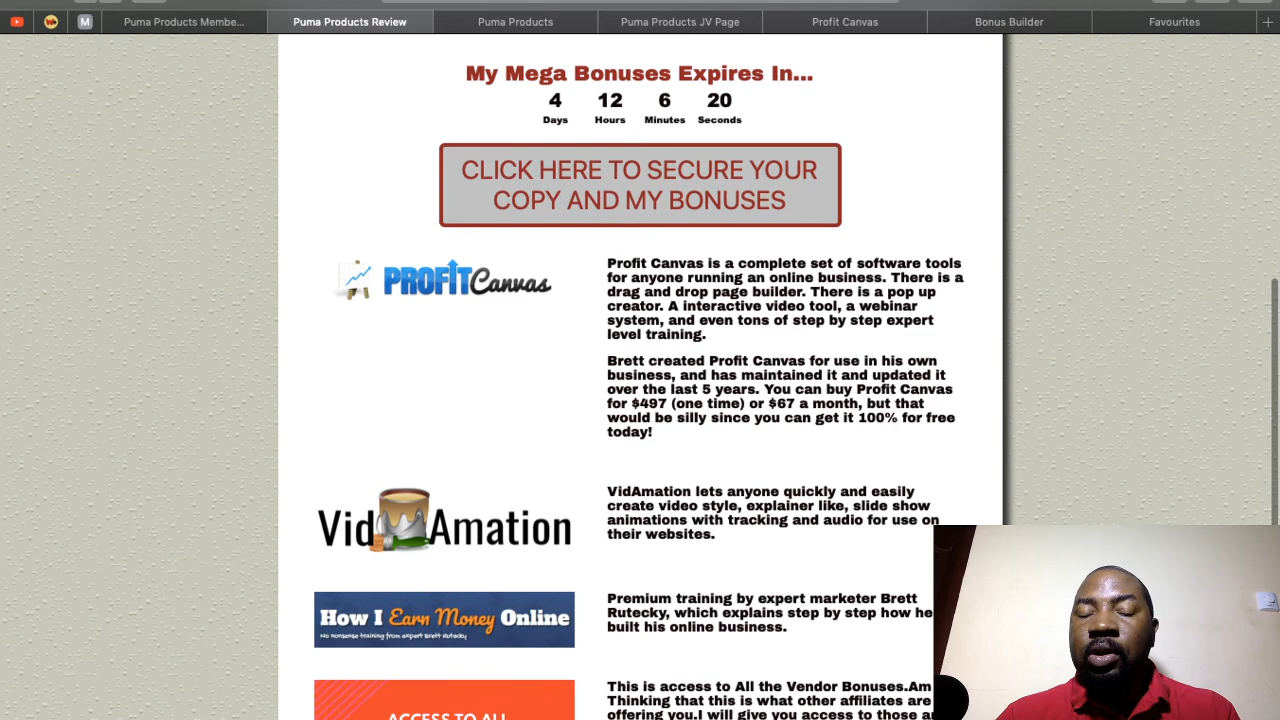 Puma Products Membe...
Puma Products Review
Puma Products
Puma Products JV Page
Profit Canvas
Bonus Builder
Favourites
M
My Mega Bonuses Expires In...
4 12 6 20
Days Hours Minutes Seconds
CLICK HERE TO SECURE YOUR
COPY AND MY BONUSES
PROFIT Canvas
Profit Canvas is a complete set of software tools
for anyone running an online business. There is a
drag and drop page builder. There is a pop up
creator. A interactive video tool, a webinar
system, and even tons of step by step expert
level training.
Brett created Profit Canvas for use in his own
business, and has maintained it and updated it
over the last 5 years. You can buy Profit Canvas
for $497 (one time) or $67 a month, but that
would be silly since you can get it 100% for free
today!
VidAmation
VidAmation lets anyone quickly and easily
create video style, explainer like, slide show
animations with tracking and audio for use on
their websites.
How I Earn Money Online
No nonsense training from expert Brett Rutecky
Premium training by expert marketer Brett
Rutecky, which explains step by step how he
built his online business.
ACCESS TO ALL
This is access to All the Vendor Bonuses.Am
Thinking that this is what other affiliates are
offering you.I will give you access to those